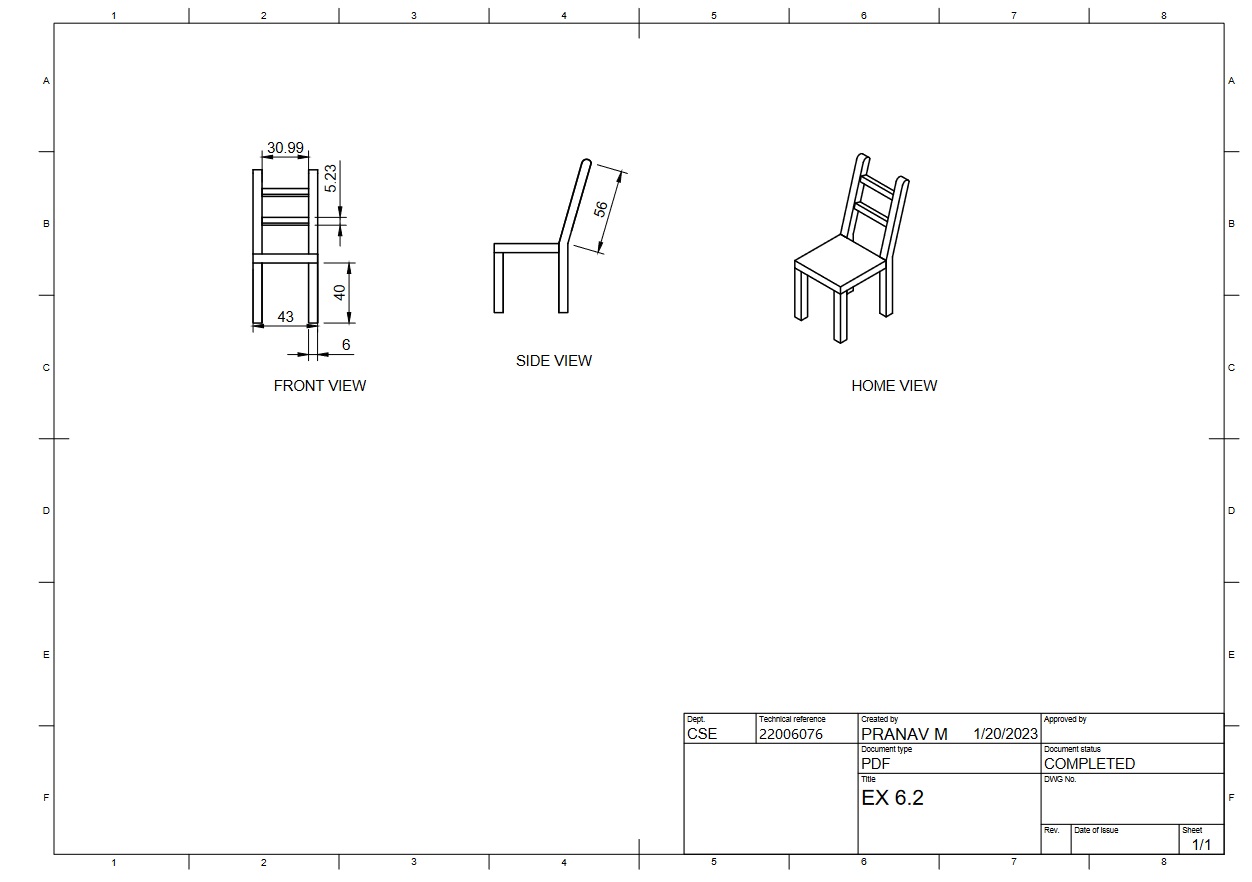 1 2 3 4 5 6 7 8
A A
30.99
5.23
56
B B
40
43
6
SIDE VIEW
C C
FRONT VIEW HOME VIEW
D D
E E
Dept. Technical reference Created by Approved by
CSE 22006076 PRANAV M 1/20/2023
Document type Document status
PDF COMPLETED
Title DWG No.
EX 6.2
F F
Rev. Date of issue Sheet
1/1
1 2 3 4 5 6 7 8